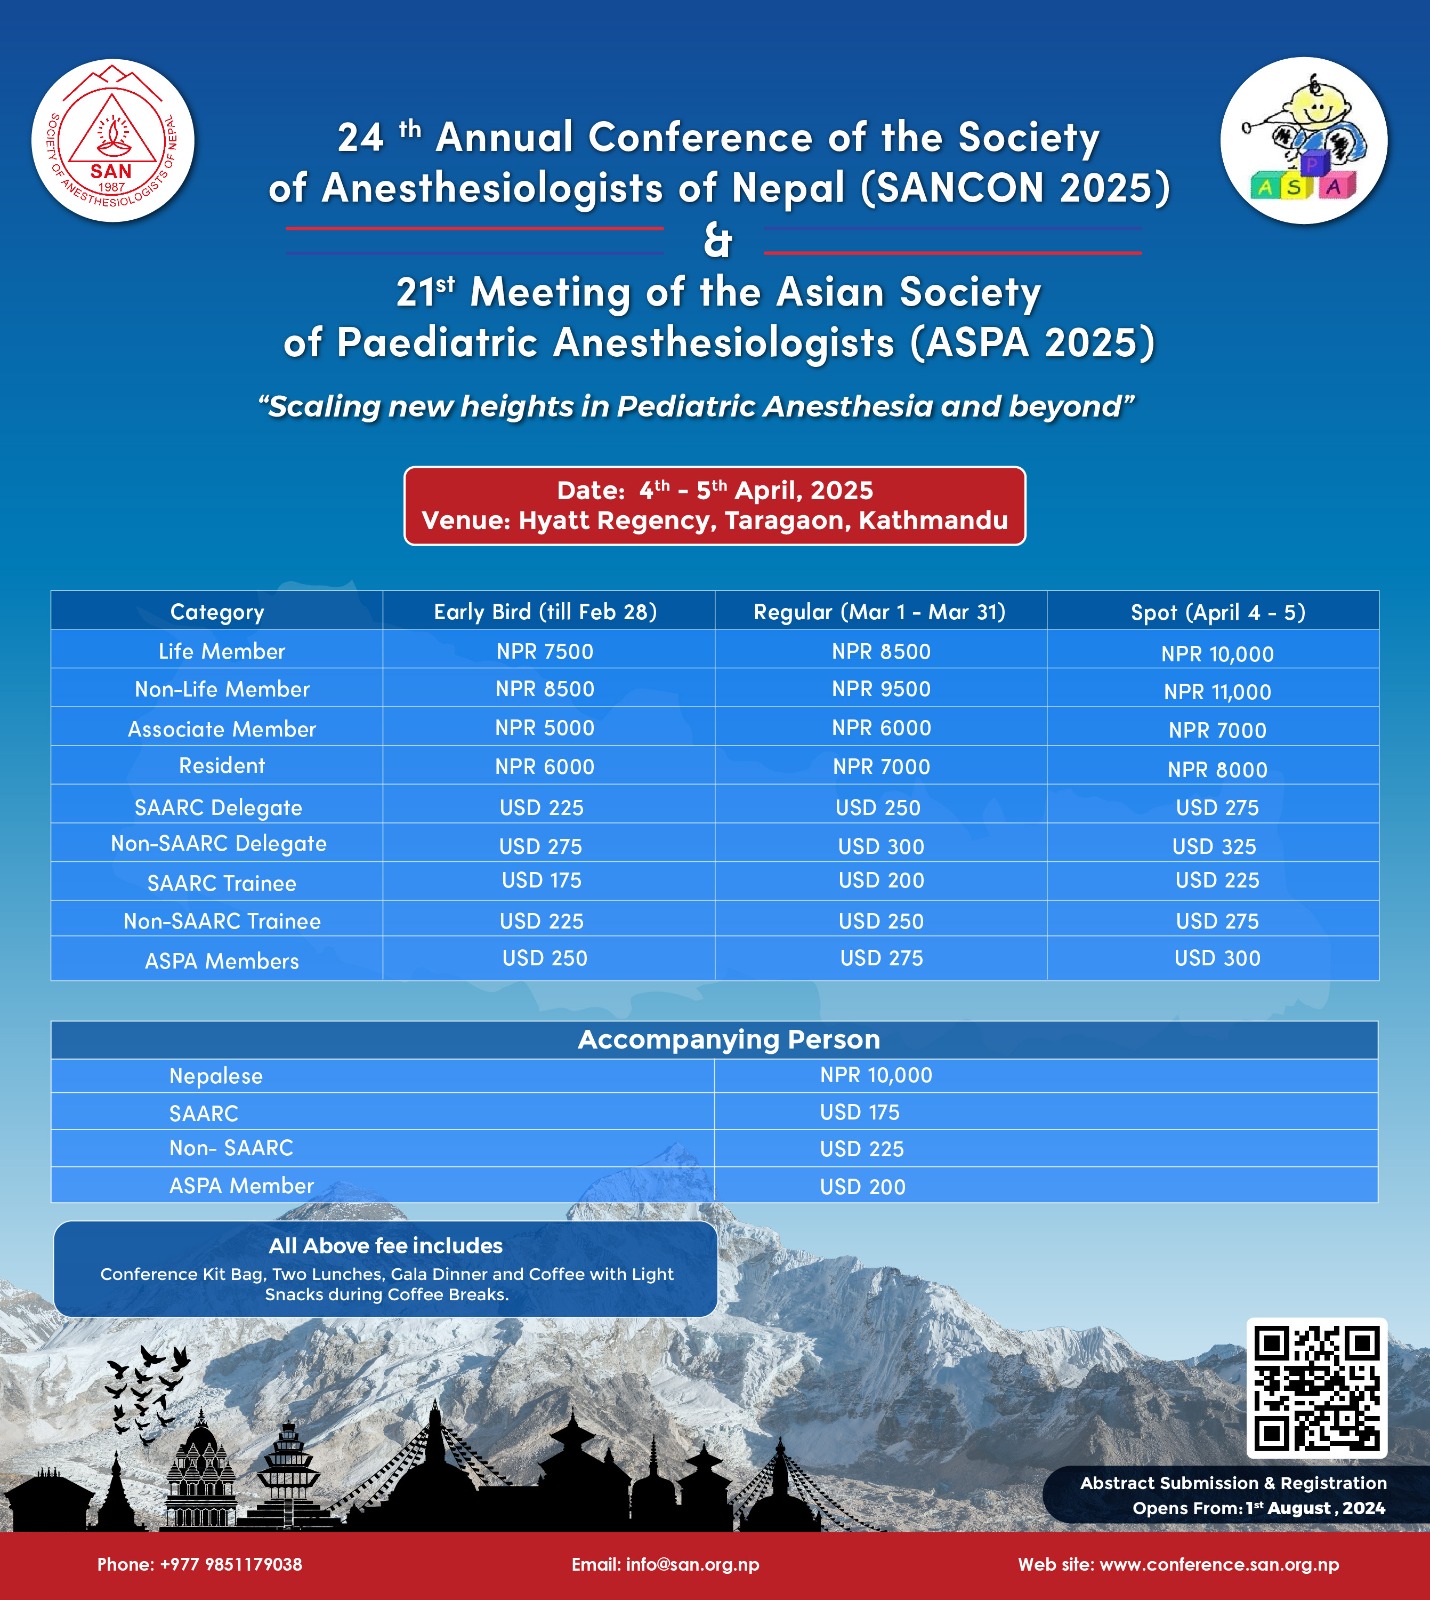 SOCIETY OF ANESTHESIOLOGISTS OF NEPAL
SAN
1987
A S P A
24 th Annual Conference of the Society
of Anesthesiologists of Nepal (SANCON 2025)
&
21st Meeting of the Asian Society
of Paediatric Anesthesiologists (ASPA 2025)
“Scaling new heights in Pediatric Anesthesia and beyond”
Date: 4th - 5th April, 2025
Venue: Hyatt Regency, Taragaon, Kathmandu
Category Early Bird (till Feb 28) Regular (Mar 1 - Mar 31) Spot (April 4 - 5)
Life Member NPR 7500 NPR 8500 NPR 10,000
Non-Life Member NPR 8500 NPR 9500 NPR 11,000
Associate Member NPR 5000 NPR 6000 NPR 7000
Resident NPR 6000 NPR 7000 NPR 8000
SAARC Delegate USD 225 USD 250 USD 275
Non-SAARC Delegate USD 275 USD 300 USD 325
SAARC Trainee USD 175 USD 200 USD 225
Non-SAARC Trainee USD 225 USD 250 USD 275
ASPA Members USD 250 USD 275 USD 300
Accompanying Person
Nepalese NPR 10,000
SAARC USD 175
Non- SAARC USD 225
ASPA Member USD 200
All Above fee includes
Conference Kit Bag, Two Lunches, Gala Dinner and Coffee with Light
Snacks during Coffee Breaks.
Abstract Submission & Registration
Opens From: 1st August , 2024
Phone: +977 9851179038 Email: info@san.org.np Web site: www.conference.san.org.np